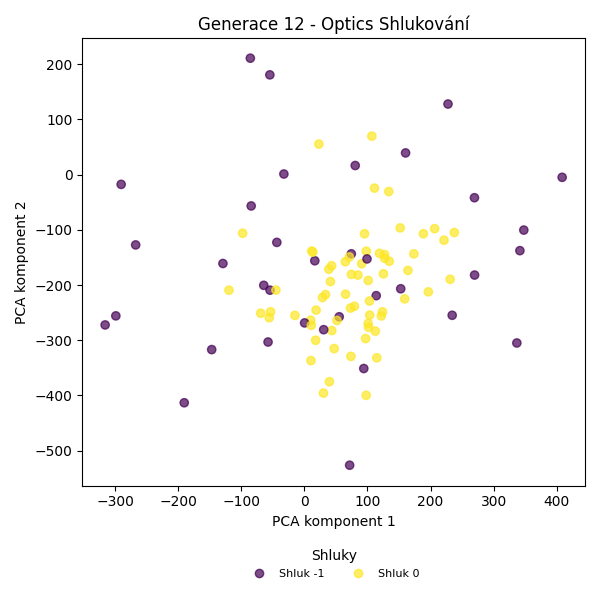 Generace 12 - Optics Shlukování
200
100
0
−100
−200
−300
−400
−500
PCA komponent 2
−300 −200 −100 0 100 200 300 400
PCA komponent 1
Shluky
Shluk -1 Shluk 0